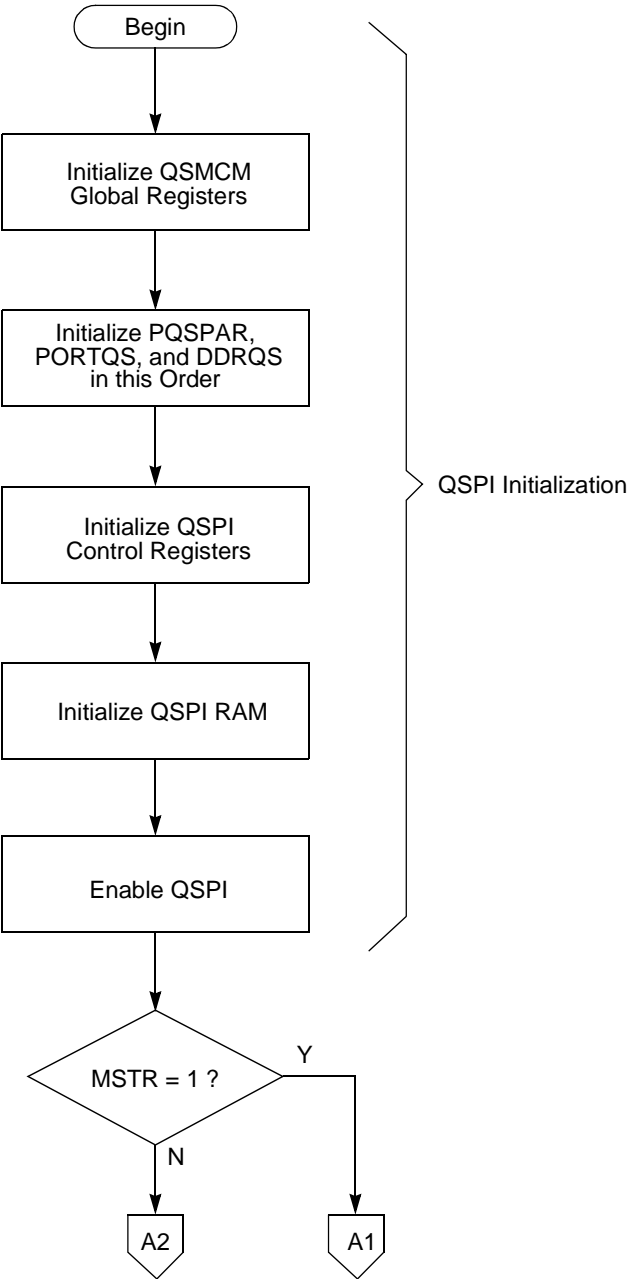 Begin
Initialize QSMCM
Global Registers
Initialize PQSPAR,
PORTQS, and DDRQS
in this Order
QSPI Initialization
Initialize QSPI
Control Registers
Initialize QSPI RAM
Enable QSPI
MSTR = 1 ?
Y
N
A2
A1